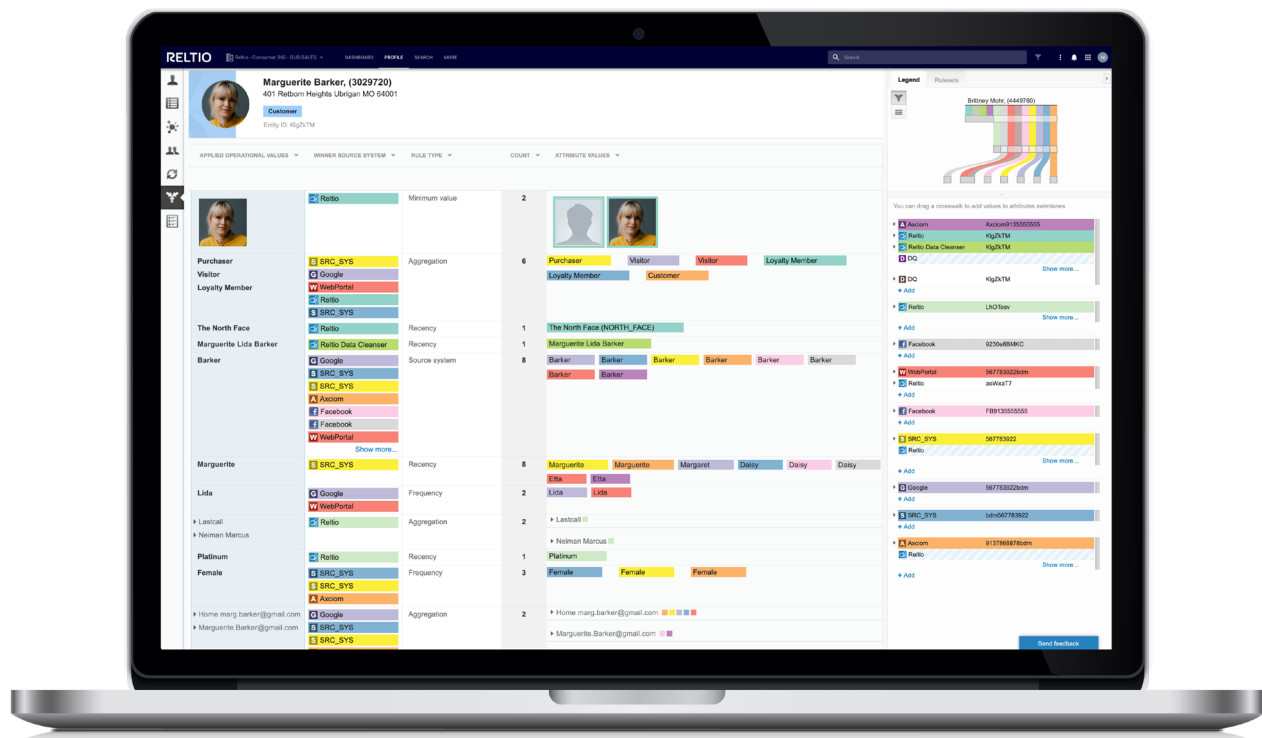 RELTIO
Reltio - Consumer 360 - GUS-SALES
DASHBOARD PROFILE SEARCH MORE
Search
Marguerite Barker, (3029720)
401 Retbom Heights Ubrigan MO 64001
Customer
Entity ID: KlgZkTM
APPLIED OPERATIONAL VALUES WINNER SOURCE SYSTEM RULE TYPE COUNT ATTRIBUTE VALUES
Reltio Minimum value 2
Purchaser
Visitor
Loyalty Member
S SRC_SYS
G Google
W WebPortal
Reltio
S SRC_SYS
Aggregation 6
Purchaser Visitor Visitor Loyalty Member
Loyalty Member Customer
The North Face Reltio Recency 1 The North Face (NORTH_FACE)
Marguerite Lida Barker Reltio Data Cleanser Recency 1 Marguerite Lida Barker
Barker
G Google
S SRC_SYS
S SRC_SYS
A Axciom
f Facebook
f Facebook
W WebPortal
Show more...
Source system 8
Barker Barker Barker Barker Barker Barker
Barker Barker
Marguerite S SRC_SYS Recency 8
Marguerite Marguerite Margaret Daisy Daisy Daisy
Etta Etta
Lida
G Google
W WebPortal
Frequency 2 Lida Lida
Lastcall
Neiman Marcus
Reltio Aggregation 2
Lastcall
Neiman Marcus
Platinum Reltio Recency 1 Platinum
Female
S SRC_SYS
S SRC_SYS
A Axciom
Frequency 3 Female Female Female
Home marg.barker@gmail.com
Marguerite.Barker@gmail.com
G Google
S SRC_SYS
S SRC_SYS
Aggregation 2
Home marg.barker@gmail.com
Marguerite.Barker@gmail.com
Legend Rulesets
Brittney Mohr, (4449760)
You can drag a crosswalk to add values to attributes swimlanes
A Axciom Axciom9135555555
Reltio KlgZkTM
Reltio Data Cleanser KlgZkTM
D DQ
Show more...
D DQ KlgZkTM
+ Add
Reltio LhOToov
Show more...
+ Add
f Facebook 9230e8BMKC
+ Add
W WebPortal 567783922bdm
Reltio aoWxaT7
+ Add
f Facebook FB9135555555
+ Add
S SRC_SYS 567783922
Reltio
Show more...
+ Add
G Google 567783922bdm
+ Add
S SRC_SYS bdm567783922
+ Add
A Axciom 9137868878bdm
Reltio
Show more...
+ Add
Send feedback